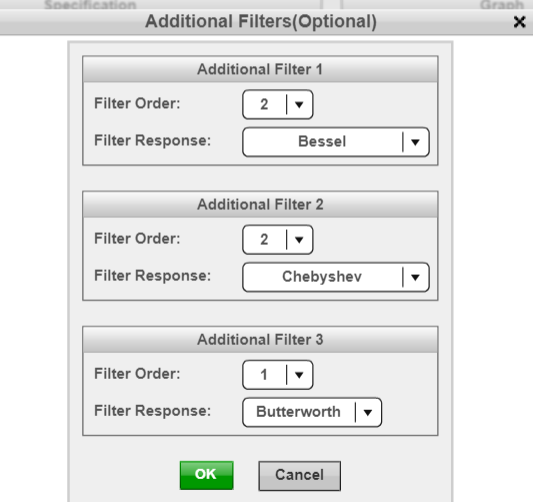 Specification
Graph
Additional Filters(Optional)
Additional Filter 1
Filter Order:
2
Filter Response:
Bessel
Additional Filter 2
Filter Order:
2
Filter Response:
Chebyshev
Additional Filter 3
Filter Order:
1
Filter Response:
Butterworth
OK
Cancel